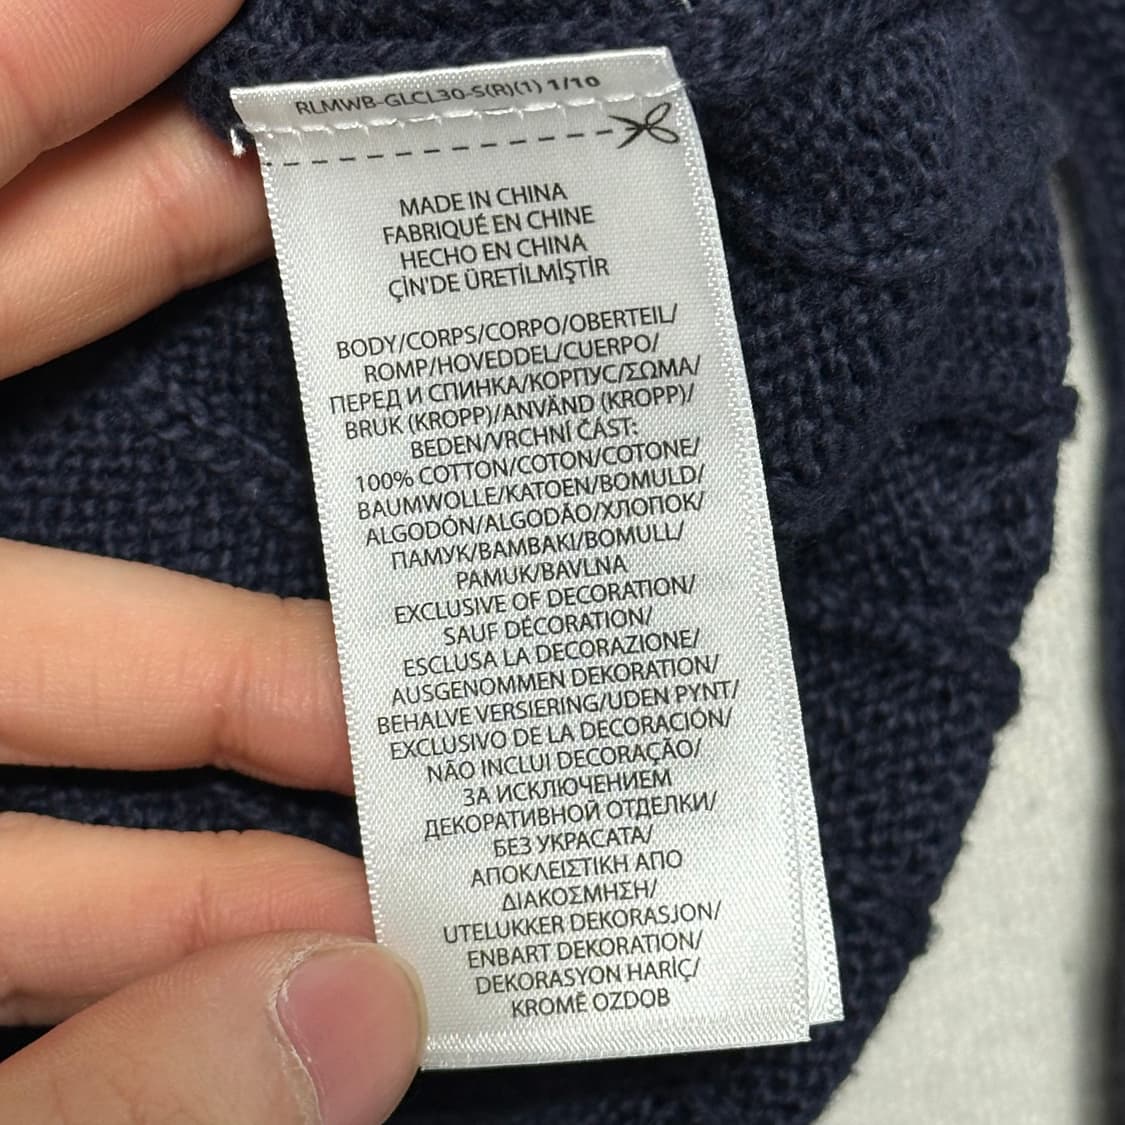 RLMWB-GLCL30-S(R)(1) 1/10
MADE IN CHINA
FABRIQUÉ EN CHINE
HECHO EN CHINA
ÇİN'DE ÜRETİLMİŞTİR
BODY/CORPS/CORPO/OBERTEIL/
ROMP/HOVEDDEL/CUERPO/
ПЕРЕД И СПИНКА/КОРПУС/ΣΩΜΑ/
BRUK (KROPP)/ANVÄND (KROPP)/
BEDEN/VRCHNÍ ČÁST:
100% COTTON/COTON/COTONE/
BAUMWOLLE/KATOEN/BOMULD/
ALGODÓN/ALGODÃO/ХЛОПОК/
ПАМУК/ΒΑΜΒΑΚΙ/BOMULL/
PAMUK/BAVLNA
EXCLUSIVE OF DECORATION/
SAUF DÉCORATION/
ESCLUSA LA DECORAZIONE/
AUSGENOMMEN DEKORATION/
BEHALVE VERSIERING/UDEN PYNT/
EXCLUSIVO DE LA DECORACIÓN/
NÃO INCLUI DECORAÇÃO/
ЗА ИСКЛЮЧЕНИЕМ
ДЕКОРАТИВНОЙ ОТДЕЛКИ/
БЕЗ УКРАСАТА/
ΑΠΟΚΛΕΙΣΤΙΚΗ ΑΠΟ
ΔΙΑΚΟΣΜΗΣΗ/
UTELUKKER DEKORASJON/
ENBART DEKORATION/
DEKORASYON HARİÇ/
KROMĚ OZDOB